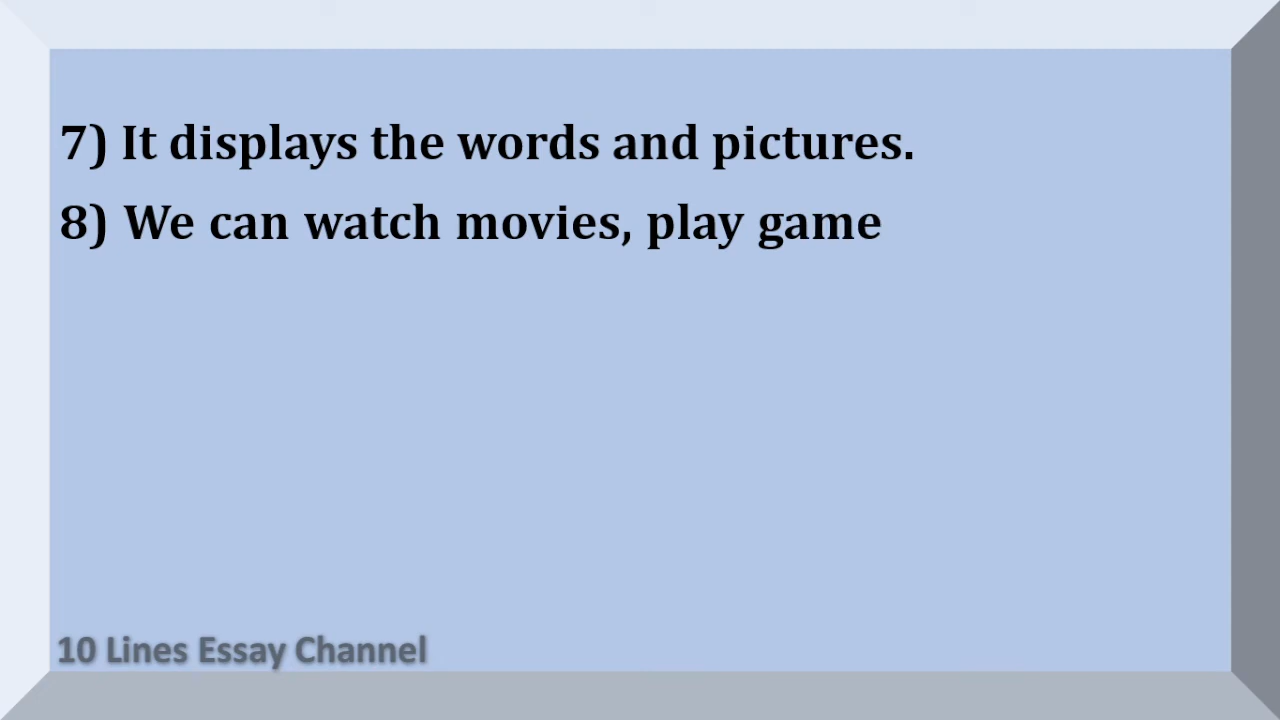 7) It displays the words and pictures.
8) We can watch movies, play game
10 Lines Essay Channel